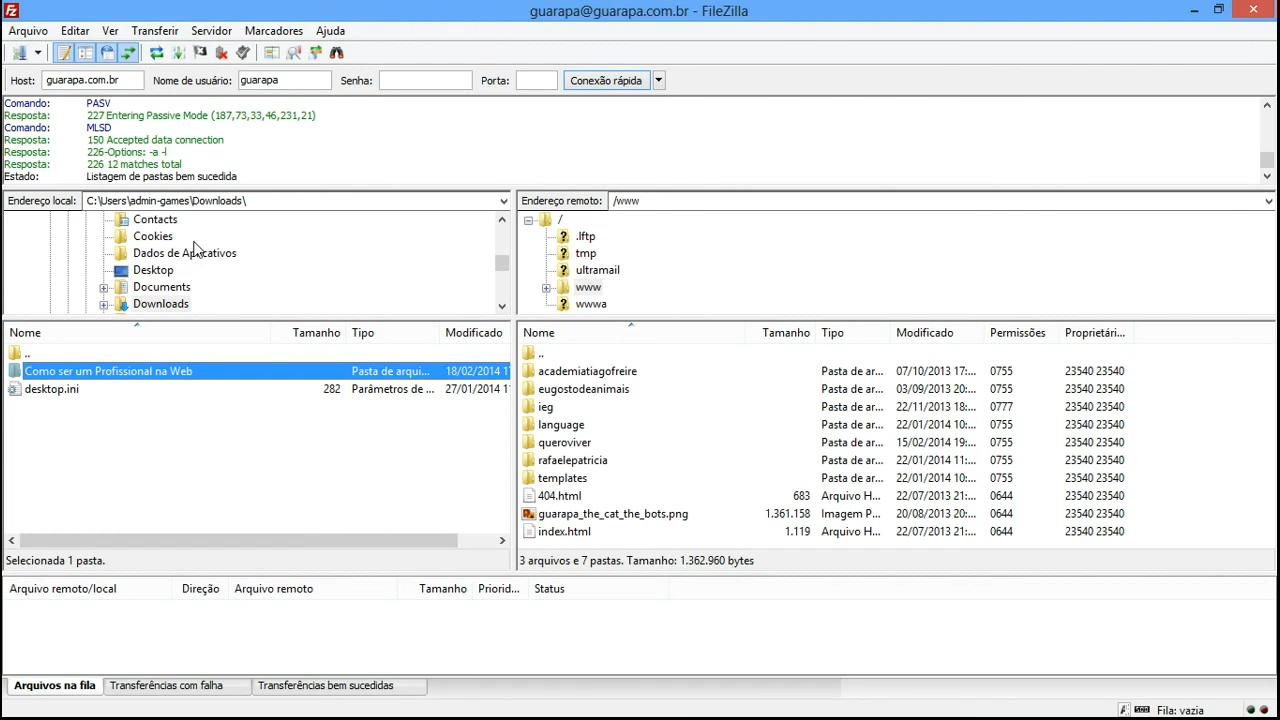 guarapa@guarapa.com.br - FileZilla
Arquivo Editar Ver Transferir Servidor Marcadores Ajuda
Host: guarapa.com.br Nome de usuário: guarapa Senha: Porta: Conexão rápida
Comando: PASV
Resposta: 227 Entering Passive Mode (187,73,33,46,231,21)
Comando: MLSD
Resposta: 150 Accepted data connection
Resposta: 226-Options: -a -l
Resposta: 226 12 matches total
Estado: Listagem de pastas bem sucedida
Endereço local: C:\Users\admin-games\Downloads\
Contacts
Cookies
Dados de Aplicativos
Desktop
Documents
Downloads
Endereço remoto: /www
/
.lftp
tmp
ultramail
www
wwwa
Nome Tamanho Tipo Modificado
..
Como ser um Profissional na Web Pasta de arqui... 18/02/2014 1
desktop.ini 282 Parâmetros de ... 27/01/2014 1
Selecionada 1 pasta.
Nome Tamanho Tipo Modificado Permissões Proprietári...
..
academiatiagofreire Pasta de ar... 07/10/2013 17:... 0755 23540 23540
eugostodeanimais Pasta de ar... 03/09/2013 20:... 0755 23540 23540
ieg Pasta de ar... 22/11/2013 18:... 0777 23540 23540
language Pasta de ar... 22/01/2014 10:... 0755 23540 23540
queroviver Pasta de ar... 15/02/2014 19:... 0755 23540 23540
rafaelepatricia Pasta de ar... 22/01/2014 11:... 0755 23540 23540
templates Pasta de ar... 22/01/2014 10:... 0755 23540 23540
404.html 683 Arquivo H... 22/07/2013 21:... 0644 23540 23540
guarapa_the_cat_the_bots.png 1.361.158 Imagem P... 20/08/2013 20:... 0644 23540 23540
index.html 1.119 Arquivo H... 22/07/2013 21:... 0644 23540 23540
3 arquivos e 7 pastas. Tamanho: 1.362.960 bytes
Arquivo remoto/local Direção Arquivo remoto Tamanho Priorid... Status
Arquivos na fila Transferências com falha Transferências bem sucedidas
Fila: vazia